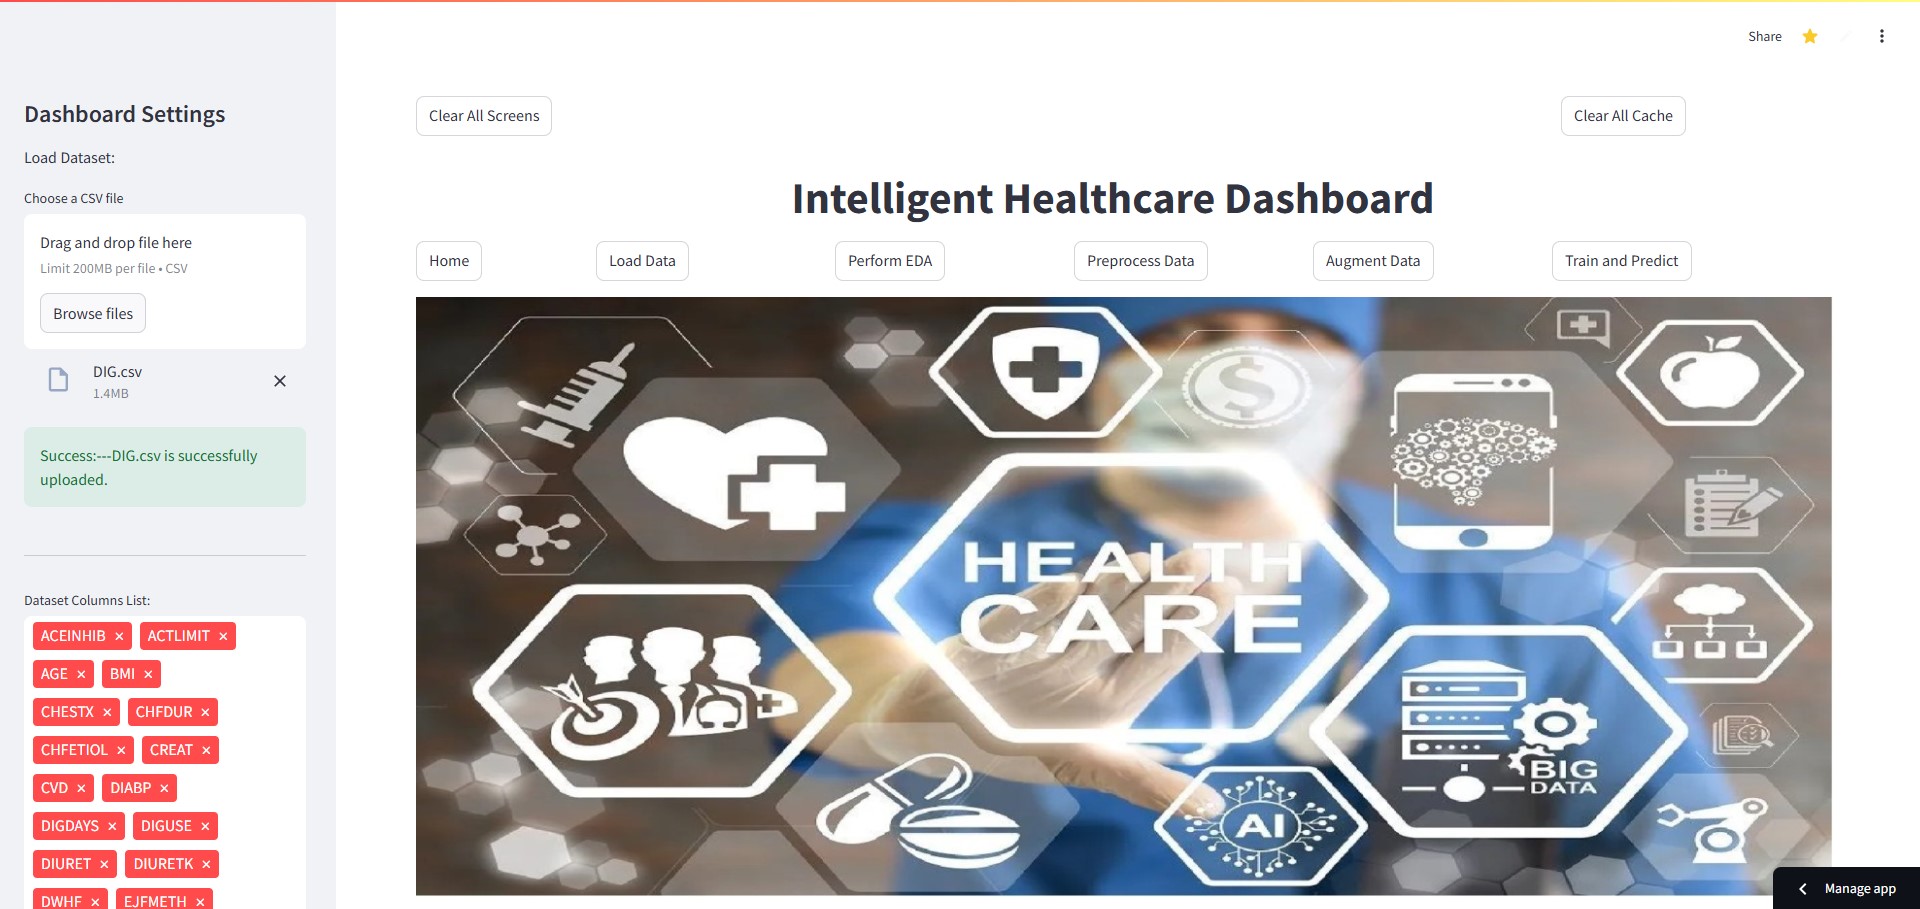 Share
Dashboard Settings
Load Dataset:
Choose a CSV file
Drag and drop file here
Limit 200MB per file • CSV
Browse files
DIG.csv
1.4MB
Success:---DIG.csv is successfully
uploaded.
Dataset Columns List:
ACEINHIB × ACTLIMIT ×
AGE × BMI ×
CHESTX × CHFDUR ×
CHFETIOL × CREAT ×
CVD × DIABP ×
DIGDAYS × DIGUSE ×
DIURET × DIURETK ×
DWHF × EJFMETH ×
Clear All Screens
Clear All Cache
Intelligent Healthcare Dashboard
Home
Load Data
Perform EDA
Preprocess Data
Augment Data
Train and Predict
HEALTH
CARE
BIG
DATA
AI
Manage app